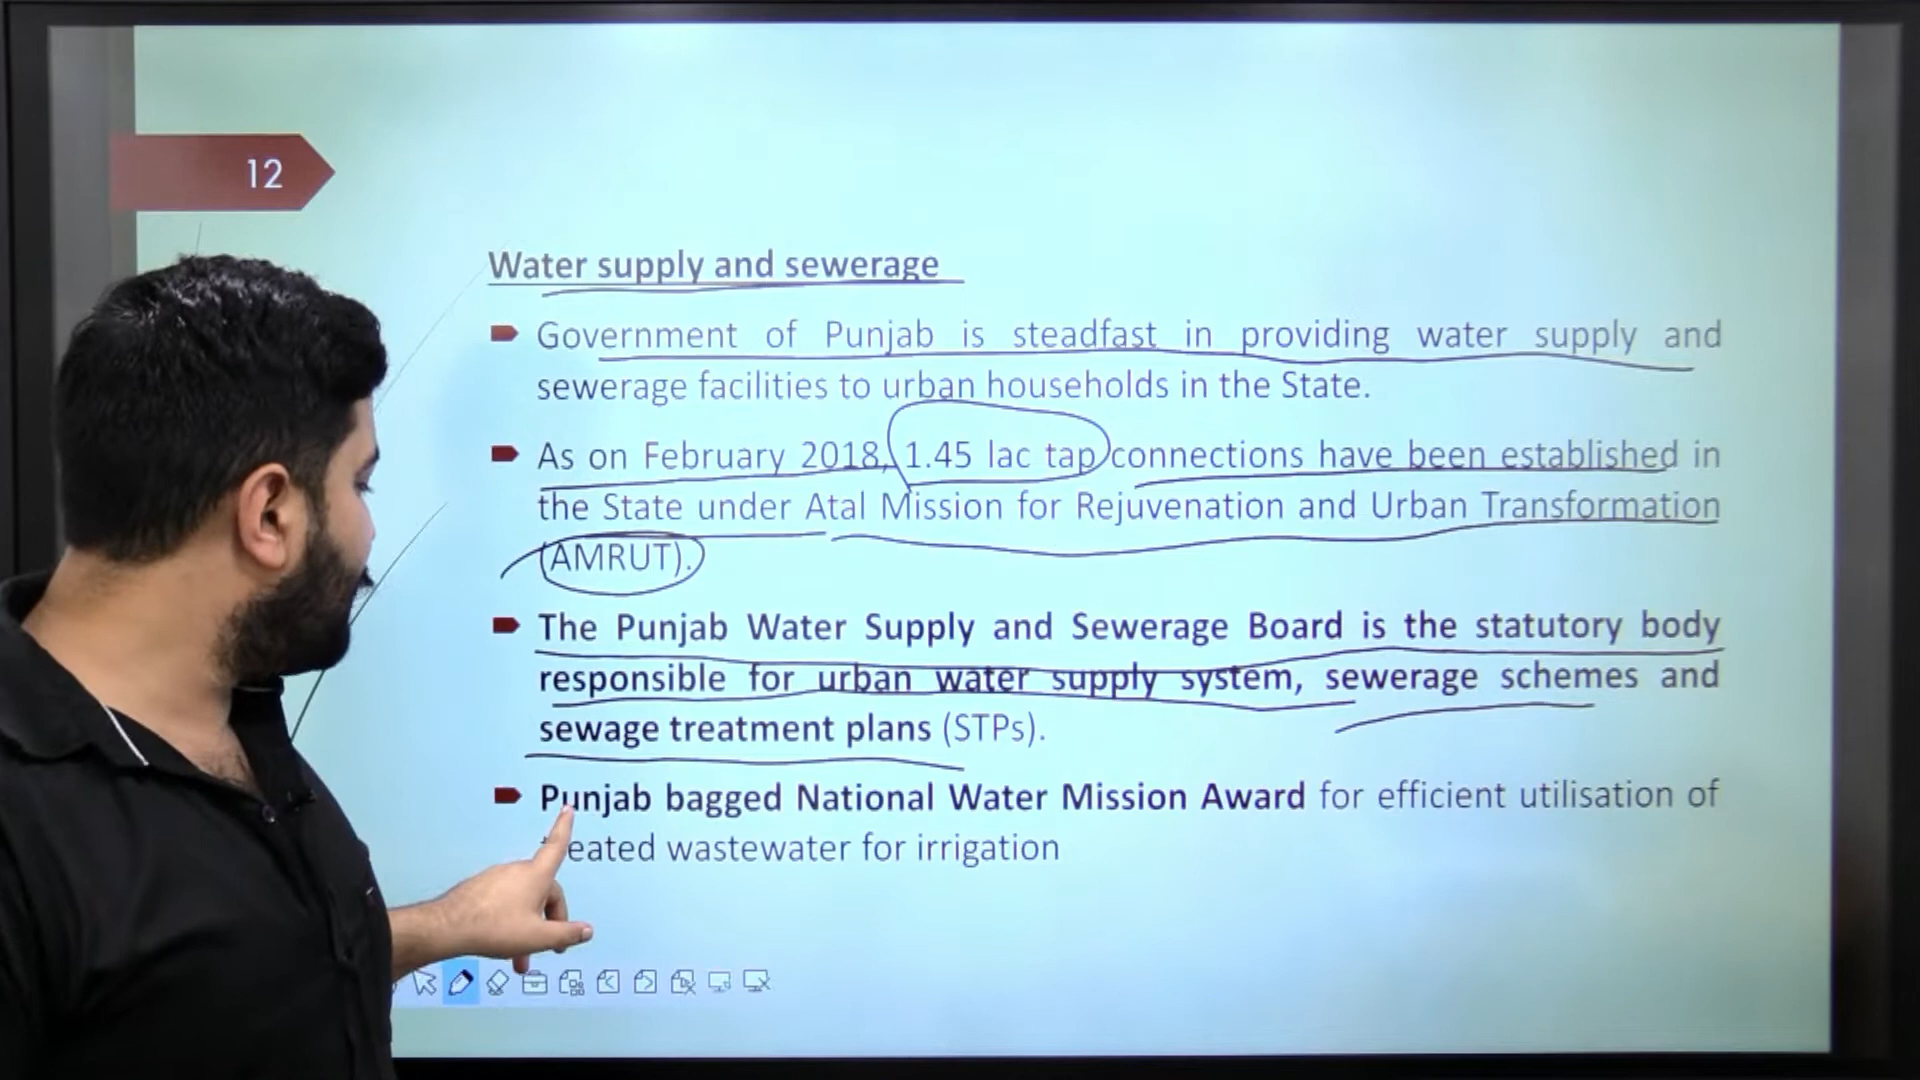 12
Water supply and sewerage
Government of Punjab is steadfast in providing water supply and
sewerage facilities to urban households in the State.
As on February 2018, 1.45 lac tap connections have been established in
the State under Atal Mission for Rejuvenation and Urban Transformation
(AMRUT).
The Punjab Water Supply and Sewerage Board is the statutory body
responsible for urban water supply system, sewerage schemes and
sewage treatment plans (STPs).
Punjab bagged National Water Mission Award for efficient utilisation of
treated wastewater for irrigation